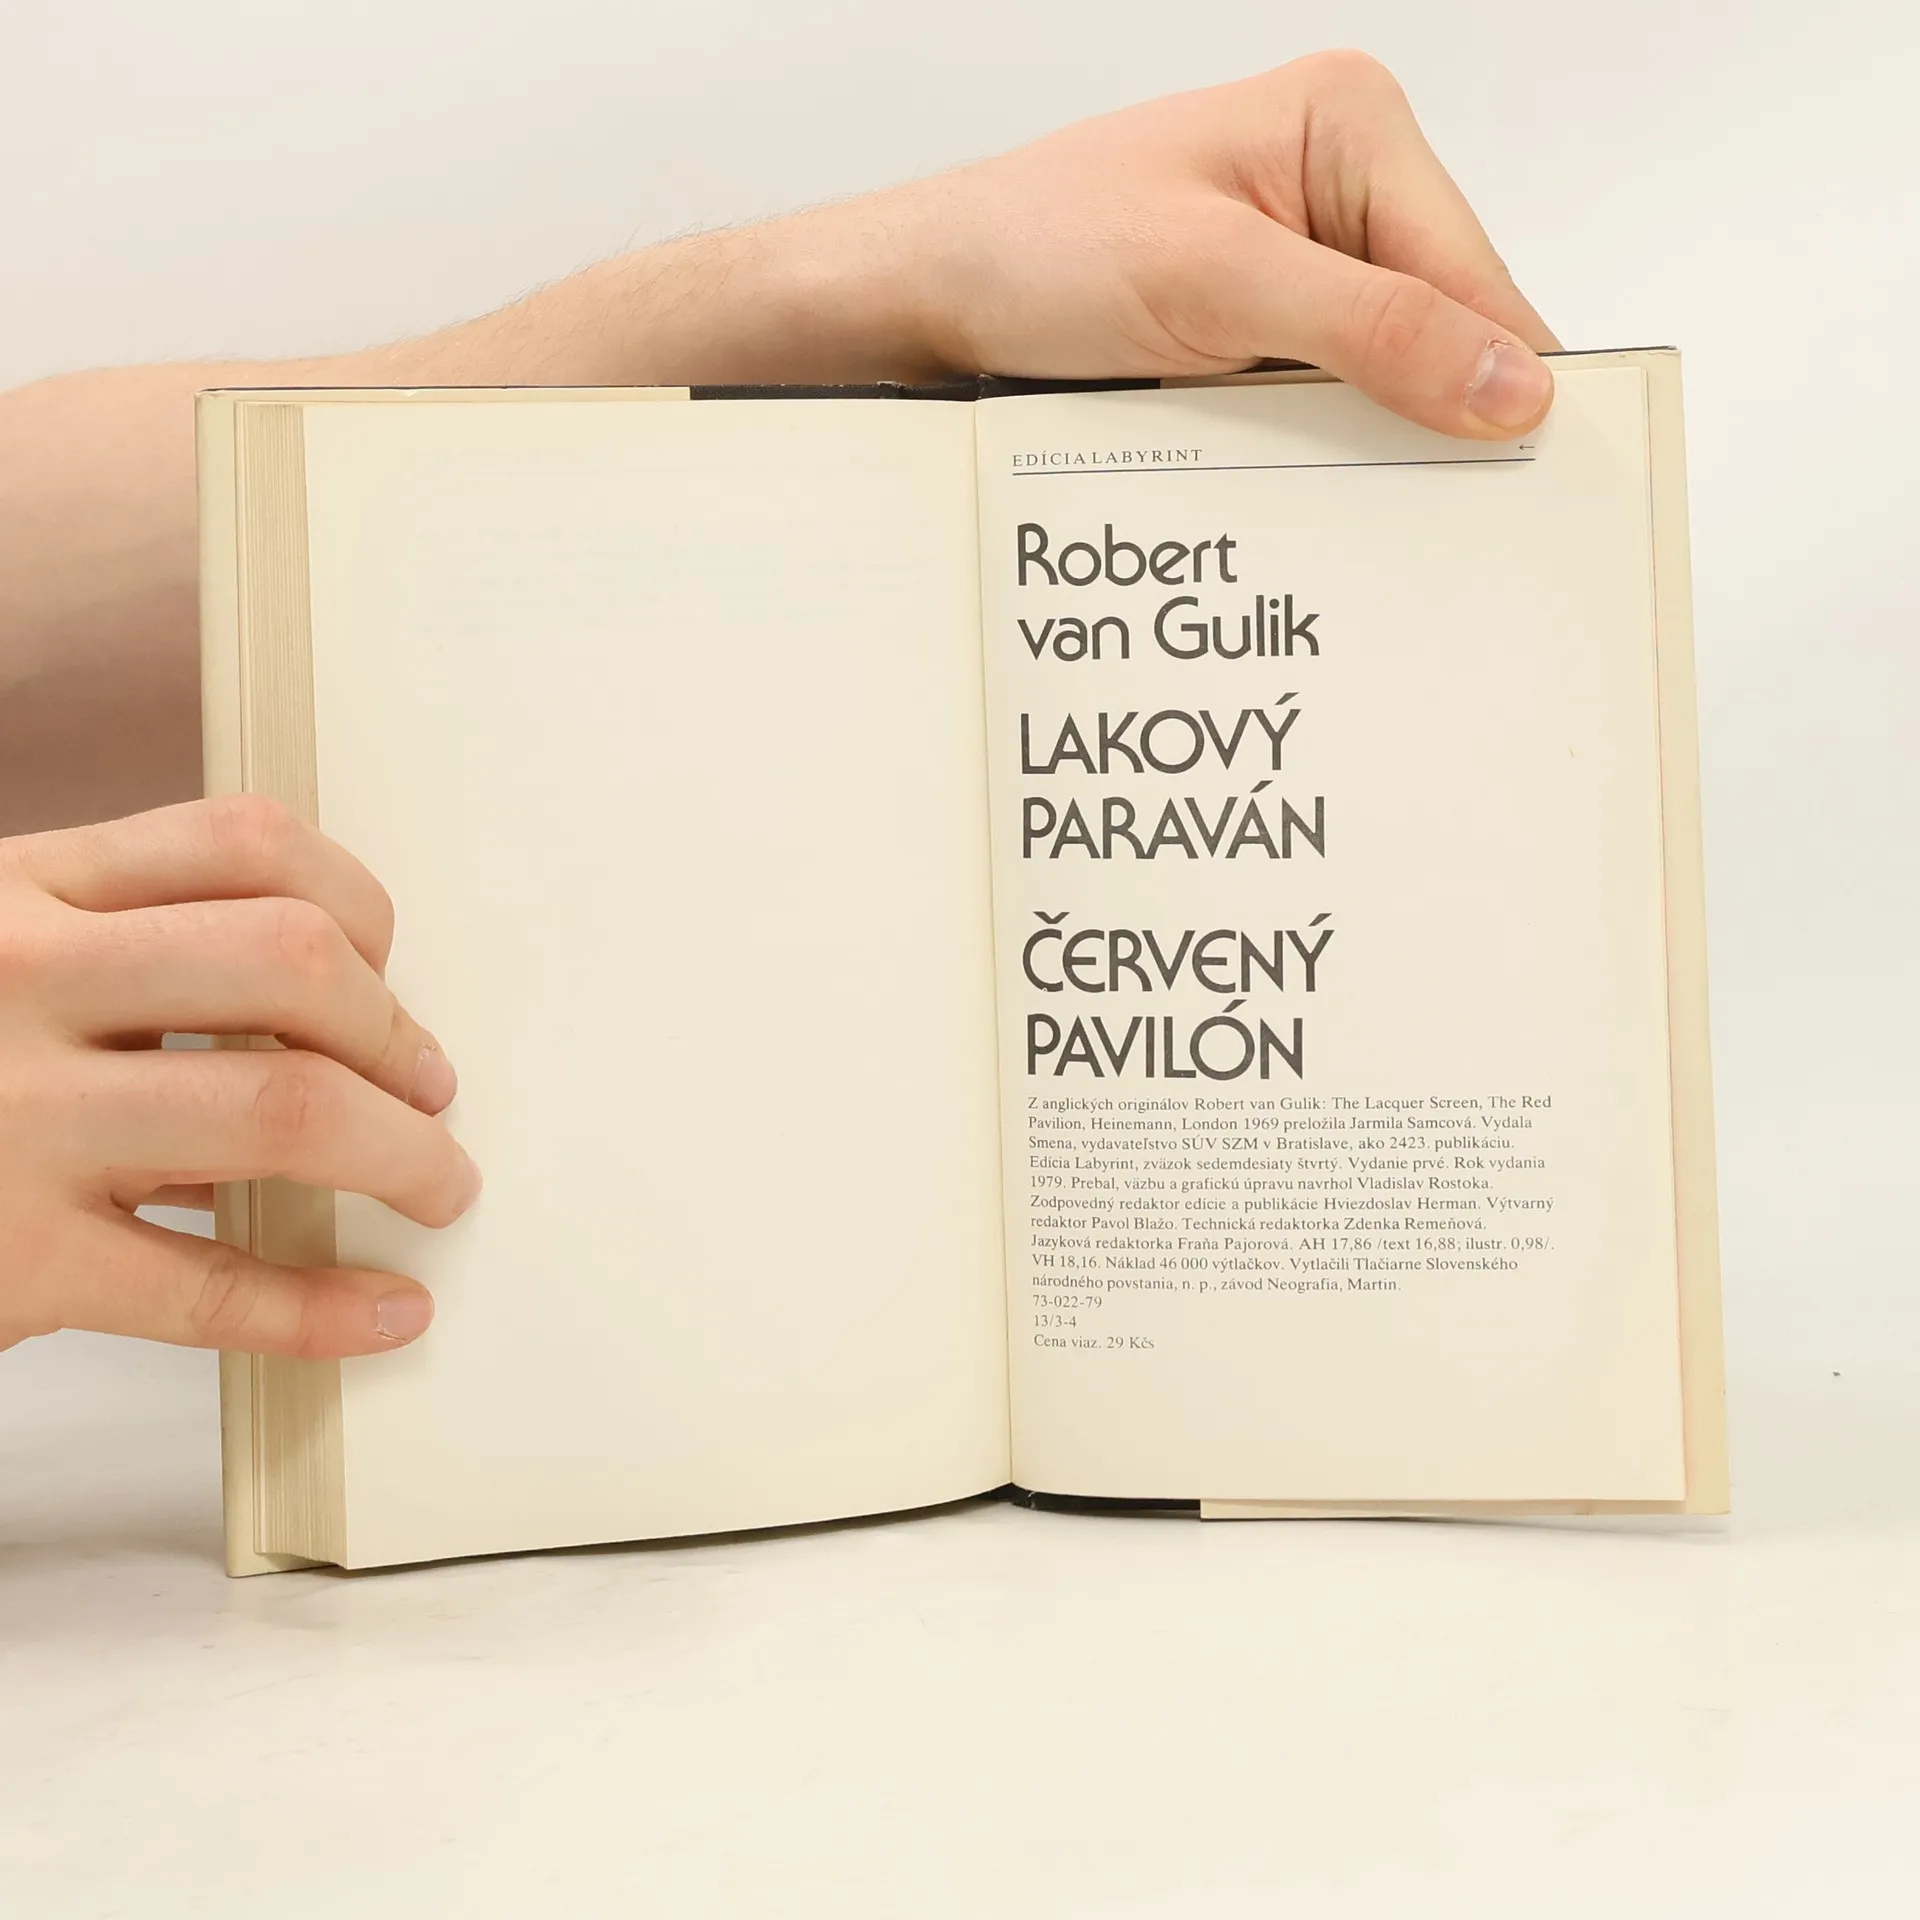 EDÍCIA LABYRINT ←
Robert
van Gulik
LAKOVÝ
PARAVÁN
ČERVENÝ
PAVILÓN
Z anglických originálov Robert van Gulik: The Lacquer Screen, The Red
Pavilion, Heinemann, London 1969 preložila Jarmila Samcová. Vydala
Smena, vydavateľstvo SÚV SZM v Bratislave, ako 2423. publikáciu.
Edícia Labyrint, zväzok sedemdesiaty štvrtý. Vydanie prvé. Rok vydania
1979. Prebal, väzbu a grafickú úpravu navrhol Vladislav Rostoka.
Zodpovedný redaktor edície a publikácie Hviezdoslav Herman. Výtvarný
redaktor Pavol Blažo. Technická redaktorka Zdenka Remeňová.
Jazyková redaktorka Fraňa Pajorová. AH 17,86 /text 16,88; ilustr. 0,98/.
VH 18,16. Náklad 46 000 výtlačkov. Vytlačili Tlačiarne Slovenského
národného povstania, n. p., závod Neografia, Martin.
73-022-79
13/3-4
Cena viaz. 29 Kčs